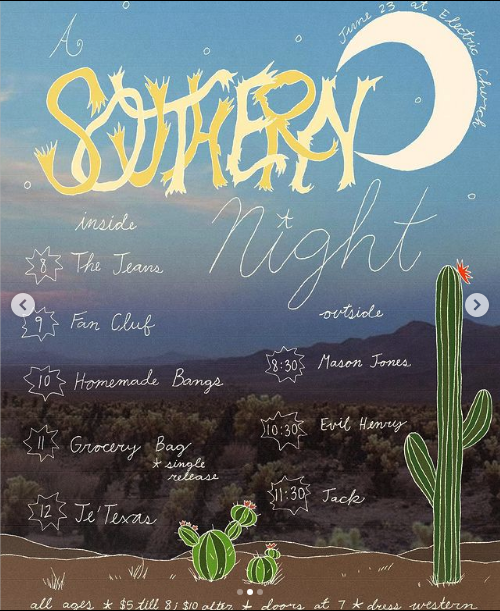 A
June 23 at Electric Church
SOUTHERN
Night
inside
8 The Jeans
9 Fan Cluf
10 Homemade Bangs
11 Grocery Bag
* single
release
12 Te'Texas
outside
8:30 Mason Jones
10:30 Evil Henry
11:30 Jack
all ages * $5 till 8; $10 after * doors at 7 * dress western